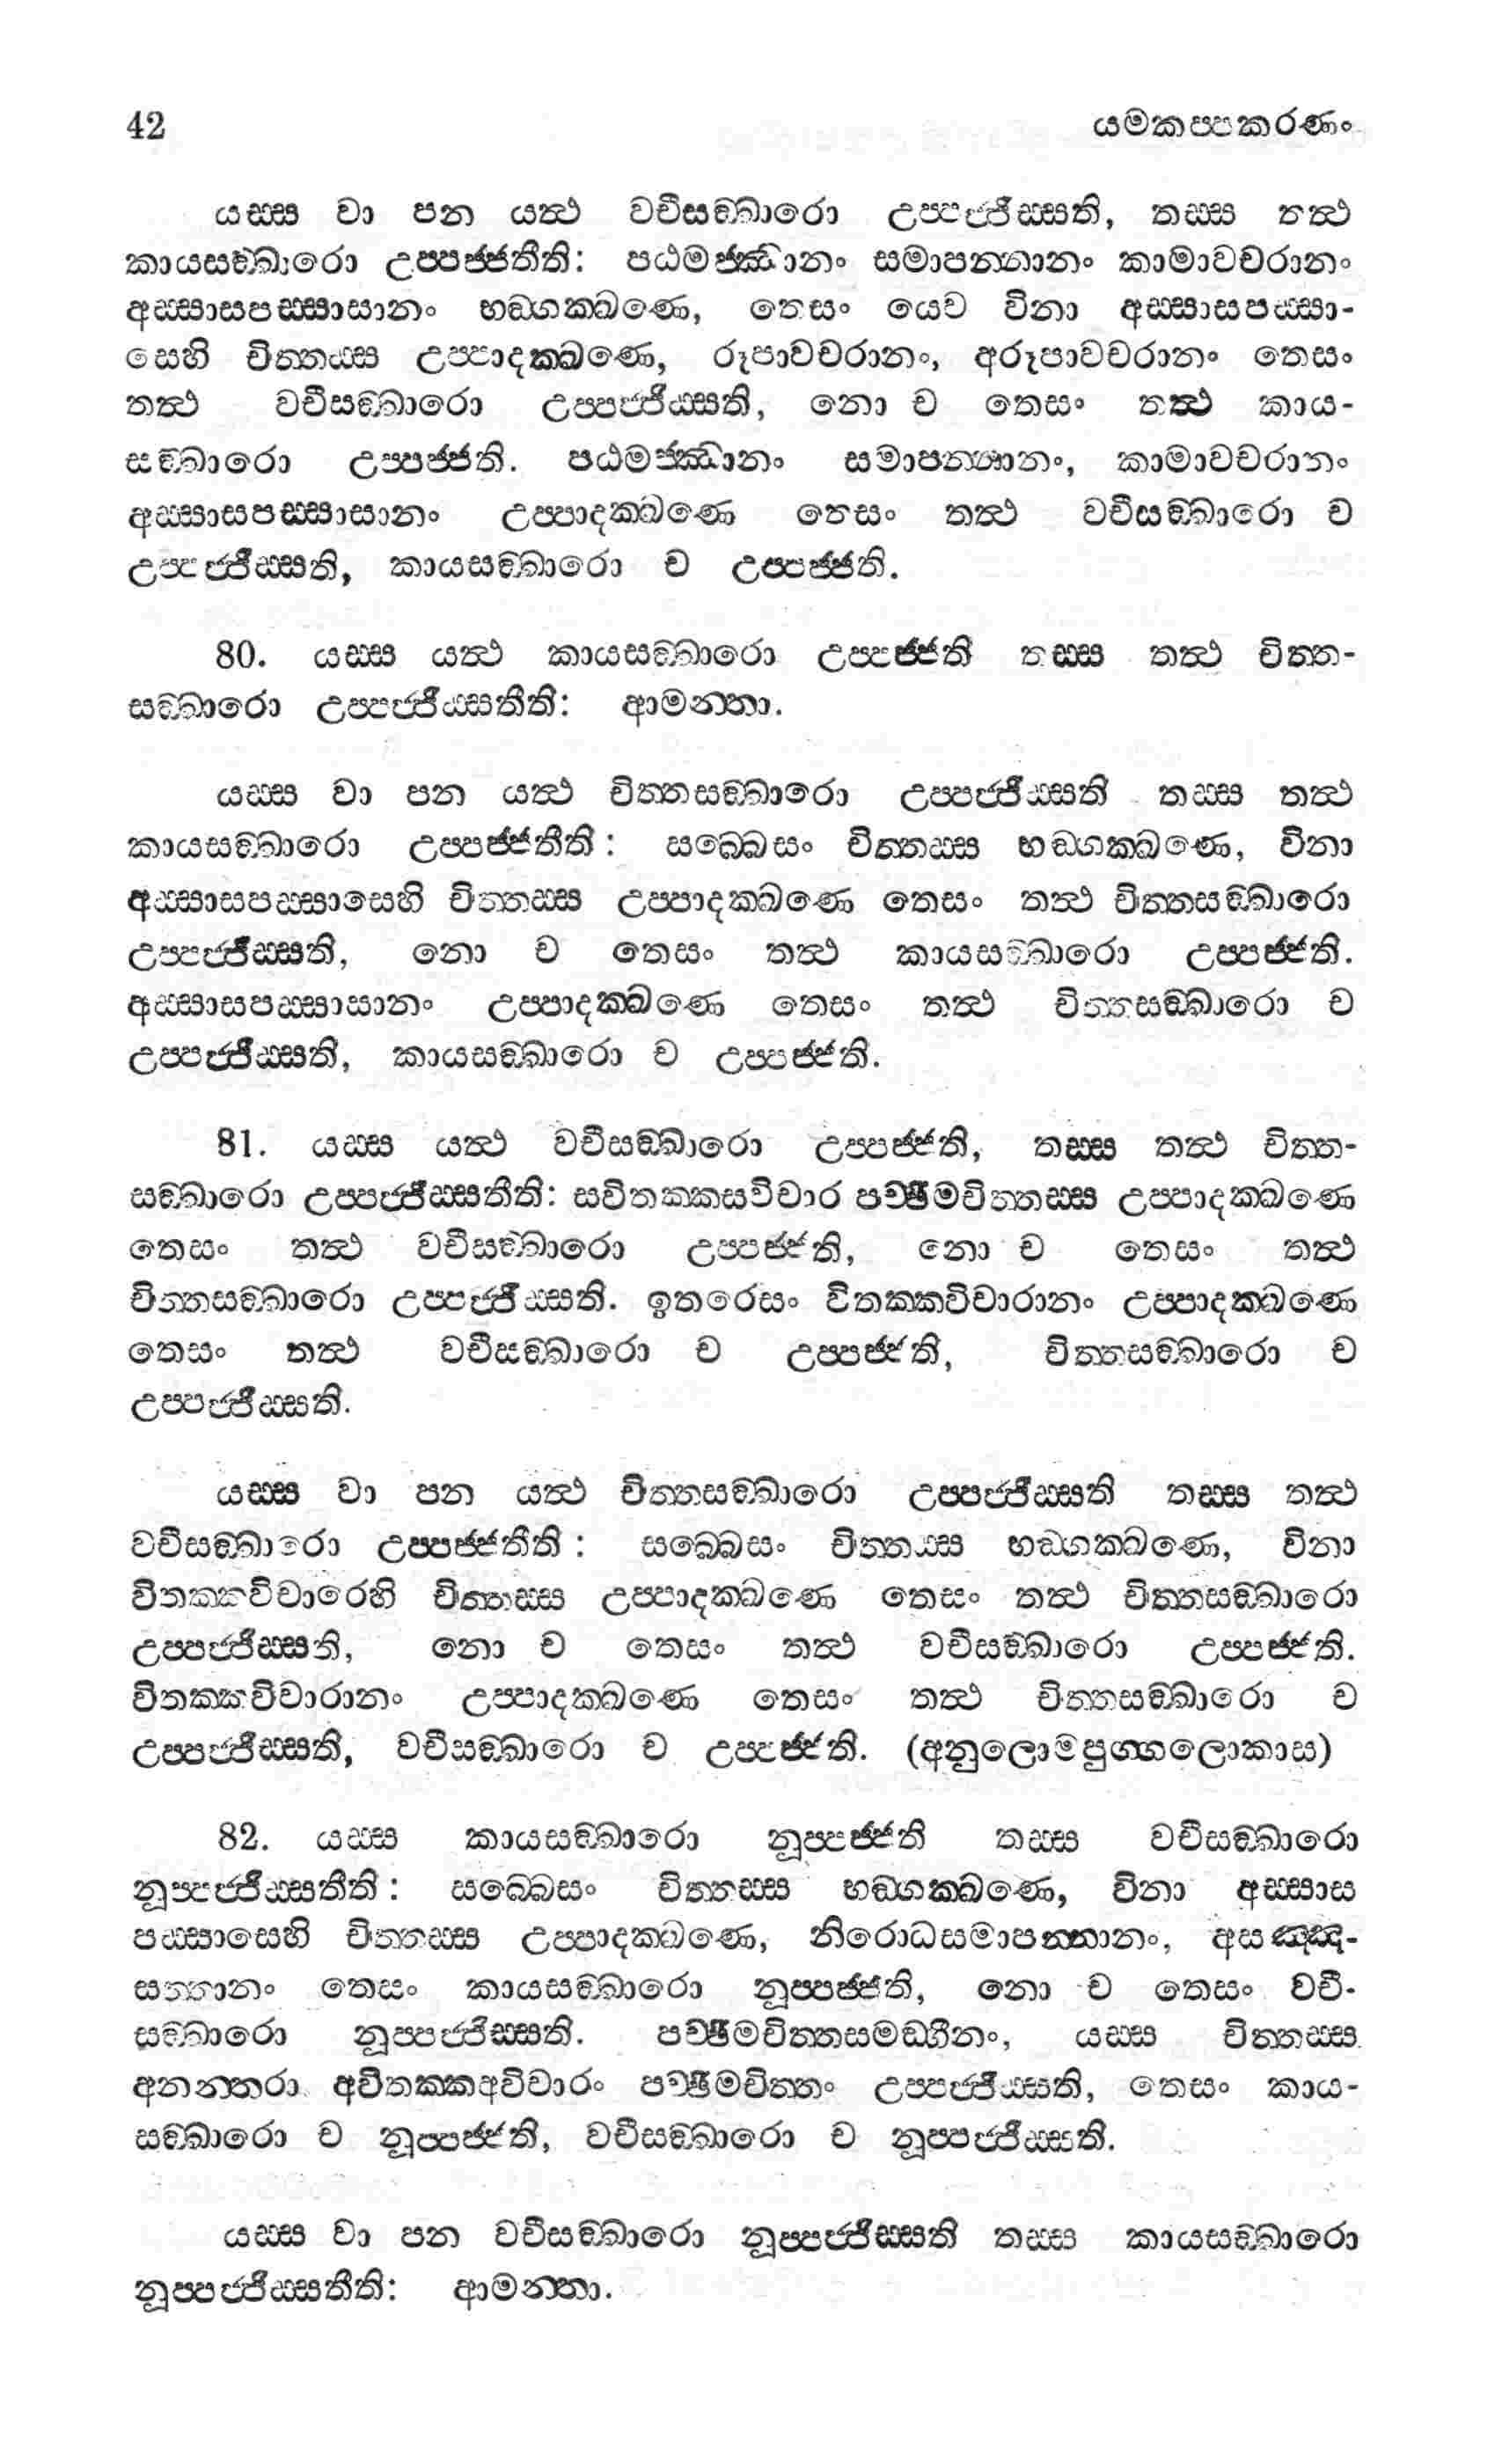 42 යමකප්පකරණං
යස්ස වා පන යත්ථ වචීසඞ්ඛාරො උප්පජ්ජිස්සති, තස්ස තත්ථ
කායසඞ්ඛාරො උප්පජ්ජතීති: පඨමජ්ඣානං සමාපන්නානං කාමාවචරානං
අස්සාසපස්සාසානං භඞ්ගක්ඛණෙ, තෙසං යෙව විනා අස්සාසපස්සා-
සෙහි චිත්තස්ස උප්පාදක්ඛණෙ, රූපාවචරානං, අරූපාවචරානං තෙසං
තත්ථ වචීසඞ්ඛාරො උප්පජ්ජිස්සති, නො ච තෙසං තත්ථ කාය-
සඞ්ඛාරො උප්පජ්ජති. පඨමජ්ඣානං සමාපන්නානං, කාමාවචරානං
අස්සාසපස්සාසානං උප්පාදක්ඛණෙ තෙසං තත්ථ වචීසඞ්ඛාරො ච
උප්පජ්ජිස්සති, කායසඞ්ඛාරො ච උප්පජ්ජති.
80. යස්ස යත්ථ කායසඞ්ඛාරො උප්පජ්ජති තස්ස තත්ථ චිත්ත-
සඞ්ඛාරො උප්පජ්ජිස්සතීති: ආමන්තා.
යස්ස වා පන යත්ථ චිත්තසඞ්ඛාරො උප්පජ්ජිස්සති තස්ස තත්ථ
කායසඞ්ඛාරො උප්පජ්ජතීති: සබ්බෙසං චිත්තස්ස භඞ්ගක්ඛණෙ, විනා
අස්සාසපස්සාසෙහි චිත්තස්ස උප්පාදක්ඛණෙ තෙසං තත්ථ චිත්තසඞ්ඛාරො
උප්පජ්ජිස්සති, නො ච තෙසං තත්ථ කායසඞ්ඛාරො උප්පජ්ජති.
අස්සාසපස්සාසානං උප්පාදක්ඛණෙ තෙසං තත්ථ චිත්තසඞ්ඛාරො ච
උප්පජ්ජිස්සති, කායසඞ්ඛාරො ච උප්පජ්ජති.
81. යස්ස යත්ථ වචීසඞ්ඛාරො උප්පජ්ජති, තස්ස තත්ථ චිත්ත-
සඞ්ඛාරො උප්පජ්ජිස්සතීති: සවිතක්කසවිචාර පච්ඡිමචිත්තස්ස උප්පාදක්ඛණෙ
තෙසං තත්ථ වචීසඞ්ඛාරො උප්පජ්ජති, නො ච තෙසං තත්ථ
චිත්තසඞ්ඛාරො උප්පජ්ජිස්සති. ඉතරෙසං විතක්කවිචාරානං උප්පාදක්ඛණෙ
තෙසං තත්ථ වචීසඞ්ඛාරො ච උප්පජ්ජති, චිත්තසඞ්ඛාරො ච
උප්පජ්ජිස්සති.
යස්ස වා පන යත්ථ චිත්තසඞ්ඛාරො උප්පජ්ජිස්සති තස්ස තත්ථ
වචීසඞ්ඛාරො උප්පජ්ජතීති: සබ්බෙසං චිත්තස්ස භඞ්ගක්ඛණෙ, විනා
විතක්කවිචාරෙහි චිත්තස්ස උප්පාදක්ඛණෙ තෙසං තත්ථ චිත්තසඞ්ඛාරො
උප්පජ්ජිස්සති, නො ච තෙසං තත්ථ වචීසඞ්ඛාරො උප්පජ්ජති.
විතක්කවිචාරානං උප්පාදක්ඛණෙ තෙසං තත්ථ චිත්තසඞ්ඛාරො ච
උප්පජ්ජිස්සති, වචීසඞ්ඛාරො ච උප්පජ්ජති. (අනුලොමපුග්ගලොකාස)
82. යස්ස කායසඞ්ඛාරො නූප්පජ්ජති තස්ස වචීසඞ්ඛාරො
නූප්පජ්ජිස්සතීති: සබ්බෙසං චිත්තස්ස භඞ්ගක්ඛණෙ, විනා අස්සාස
පස්සාසෙහි චිත්තස්ස උප්පාදක්ඛණෙ, නිරොධසමාපන්නානං, අසඤ්ඤ-
සත්තානං තෙසං කායසඞ්ඛාරො නූප්පජ්ජති, නො ච තෙසං වචී-
සඞ්ඛාරො නූප්පජ්ජිස්සති. පච්ඡිමචිත්තසමඞ්ගීනං, යස්ස චිත්තස්ස
අනන්තරා අවිතක්කඅවිචාරං පච්ඡිමචිත්තං උප්පජ්ජිස්සති, තෙසං කාය-
සඞ්ඛාරො ච නූප්පජ්ජති, වචීසඞ්ඛාරො ච නූප්පජ්ජිස්සති.
යස්ස වා පන වචීසඞ්ඛාරො නූප්පජ්ජිස්සති තස්ස කායසඞ්ඛාරො
නූප්පජ්ජිස්සතීති: ආමන්තා.